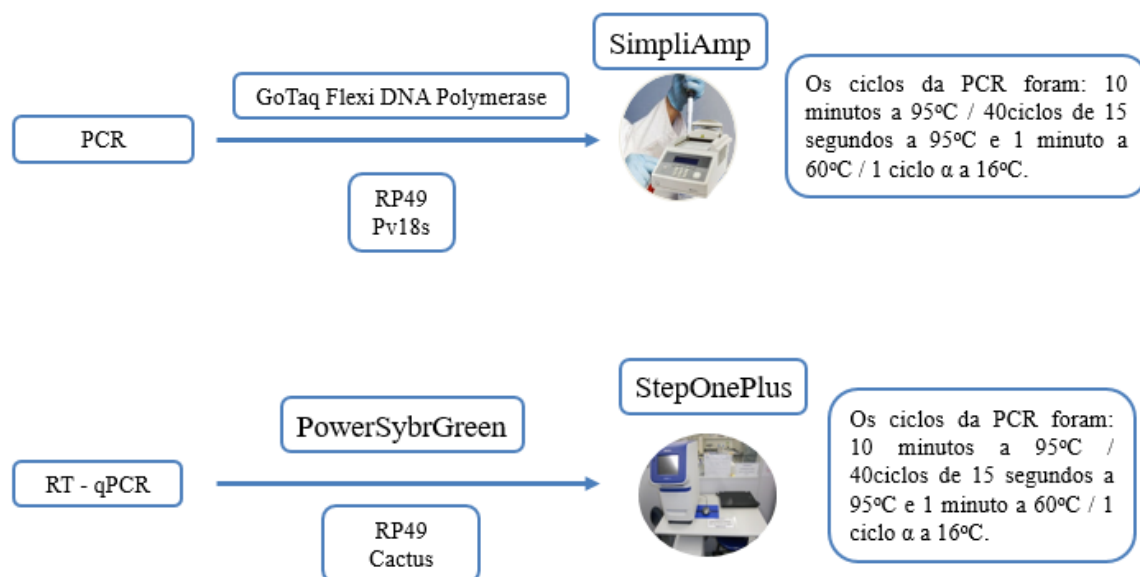 SimpliAmp
GoTaq Flexi DNA Polymerase
PCR
RP49
Pv18s
Os ciclos da PCR foram: 10
minutos a 95ºC / 40ciclos de 15
segundos a 95ºC e 1 minuto a
60ºC / 1 ciclo α a 16ºC.
StepOnePlus
PowerSybrGreen
RT - qPCR
RP49
Cactus
Os ciclos da PCR foram:
10 minutos a 95ºC /
40ciclos de 15 segundos a
95ºC e 1 minuto a 60ºC / 1
ciclo α a 16ºC.